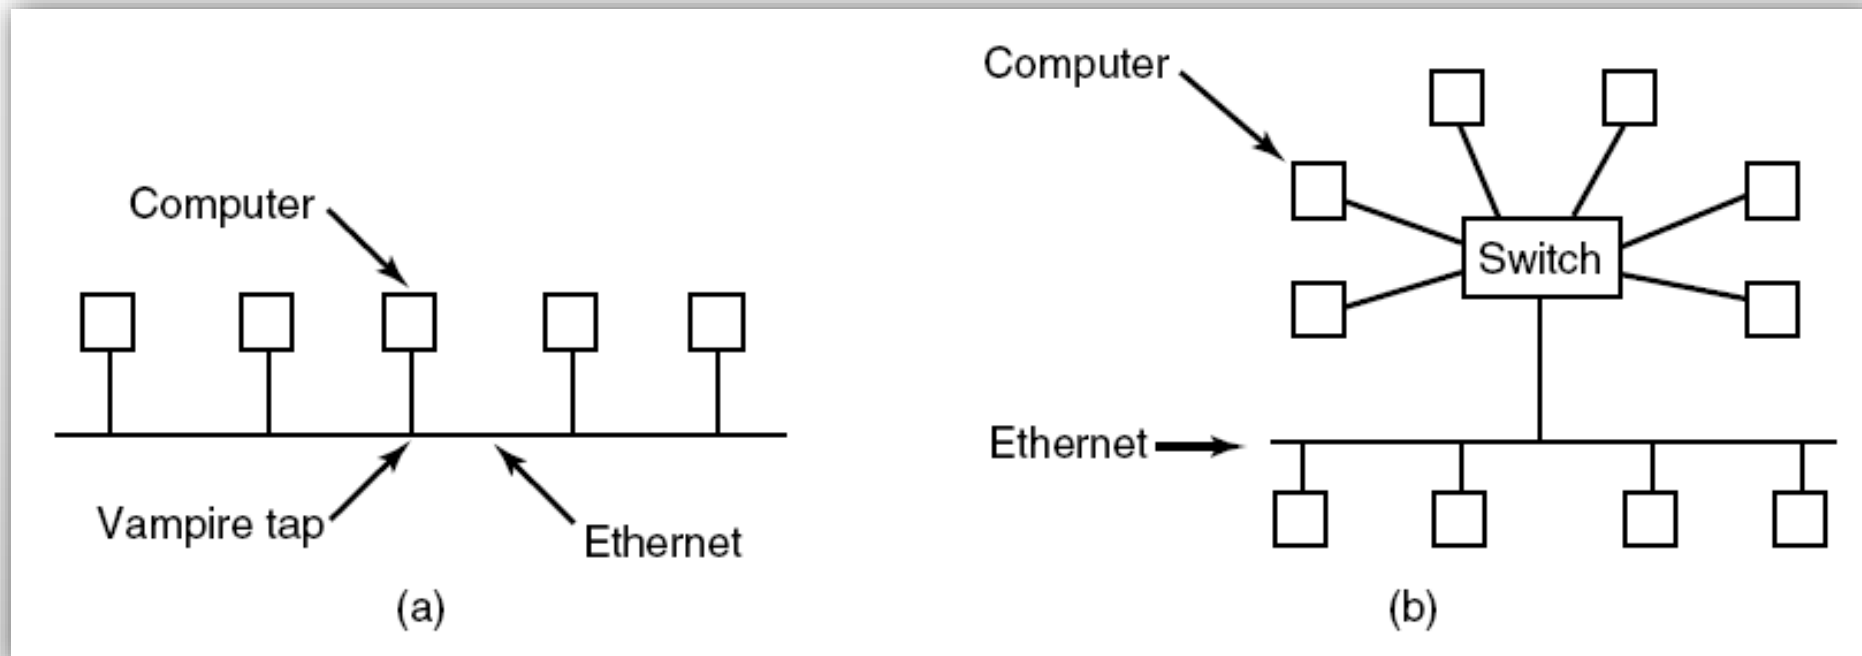 Computer
Vampire tap
Ethernet
(a)
Computer
Switch
Ethernet
(b)